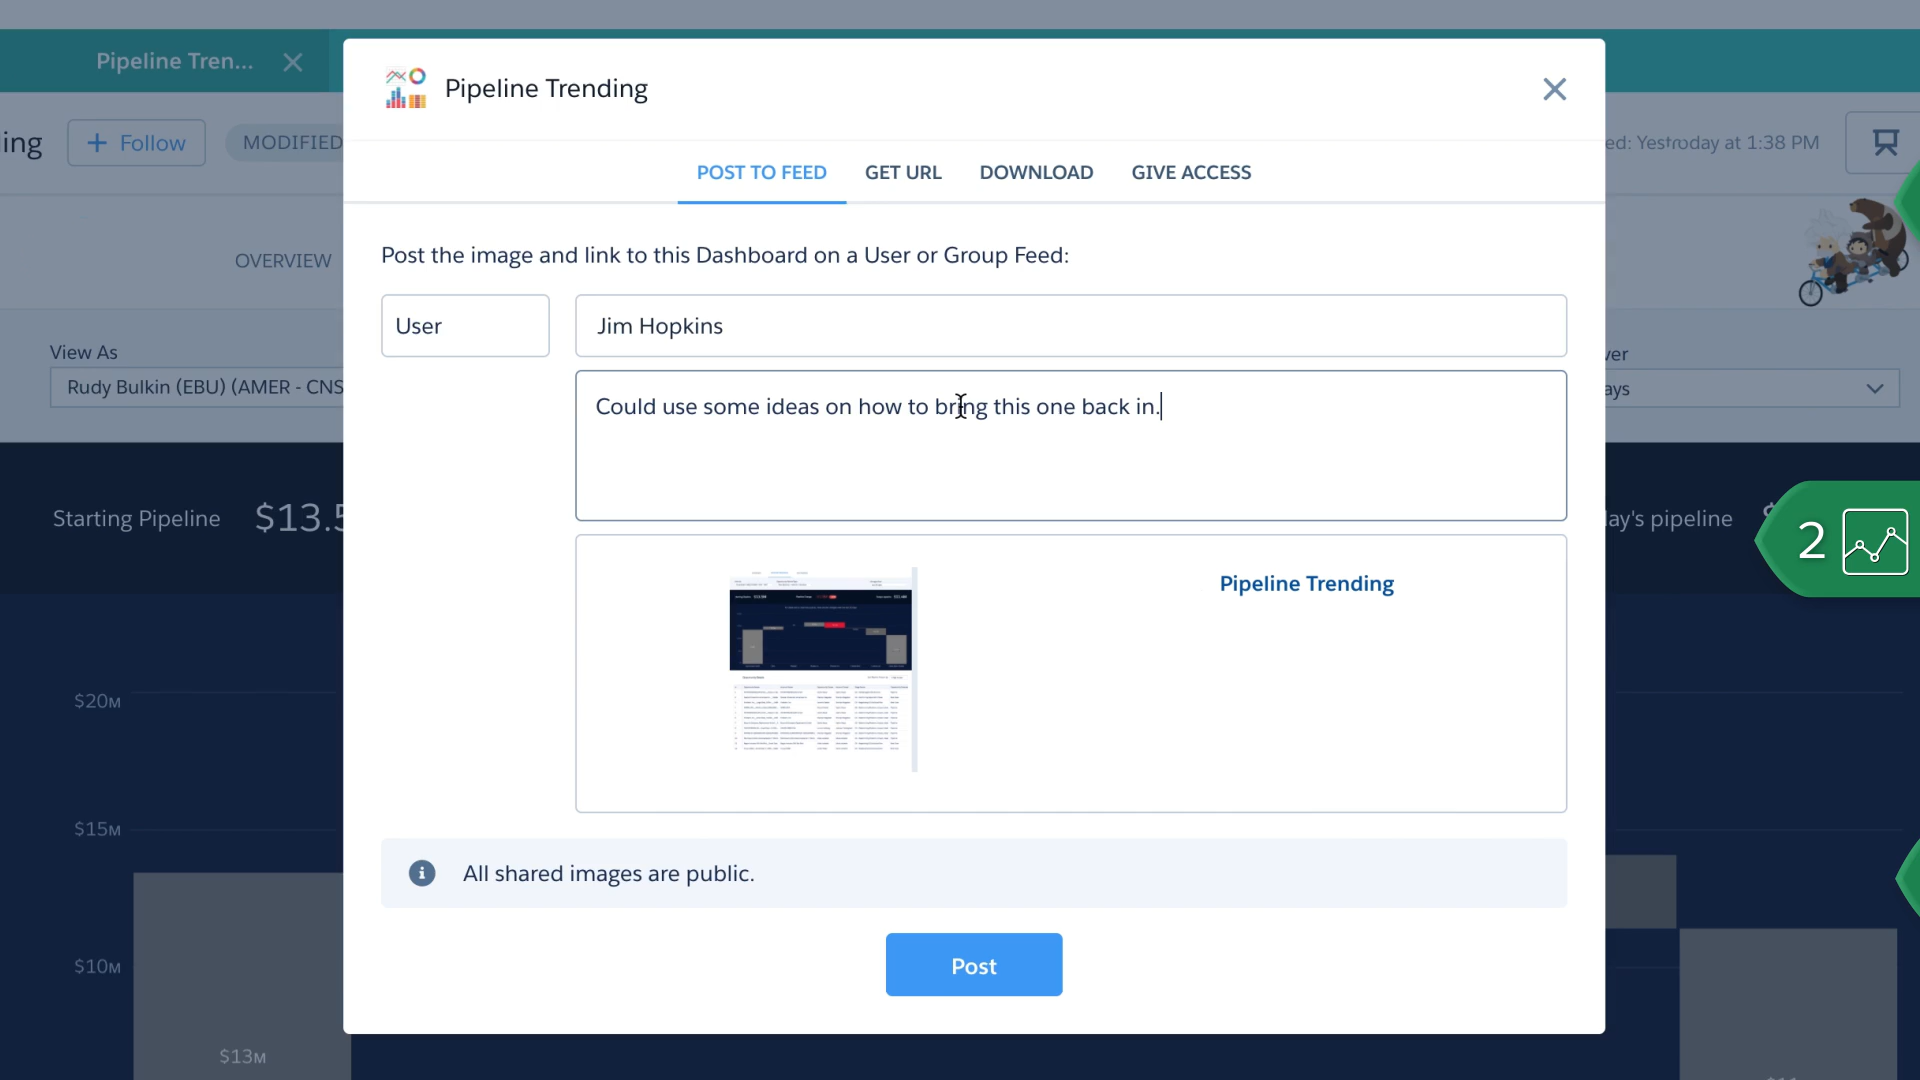 Pipeline Tren...
Pipeline Trending
ing
Follow
MODIFIED
ed: Yestroday at 1:38 PM
POST TO FEED
GET URL
DOWNLOAD
GIVE ACCESS
OVERVIEW
Post the image and link to this Dashboard on a User or Group Feed:
User
Jim Hopkins
View As
Rudy Bulkin (EBU) (AMER - CNS
ver
ays
Could use some ideas on how to bring this one back in.
Starting Pipeline
$13.5
lay's pipeline
$
2
Pipeline Trending
$20M
$15M
$10M
$13M
All shared images are public.
Post